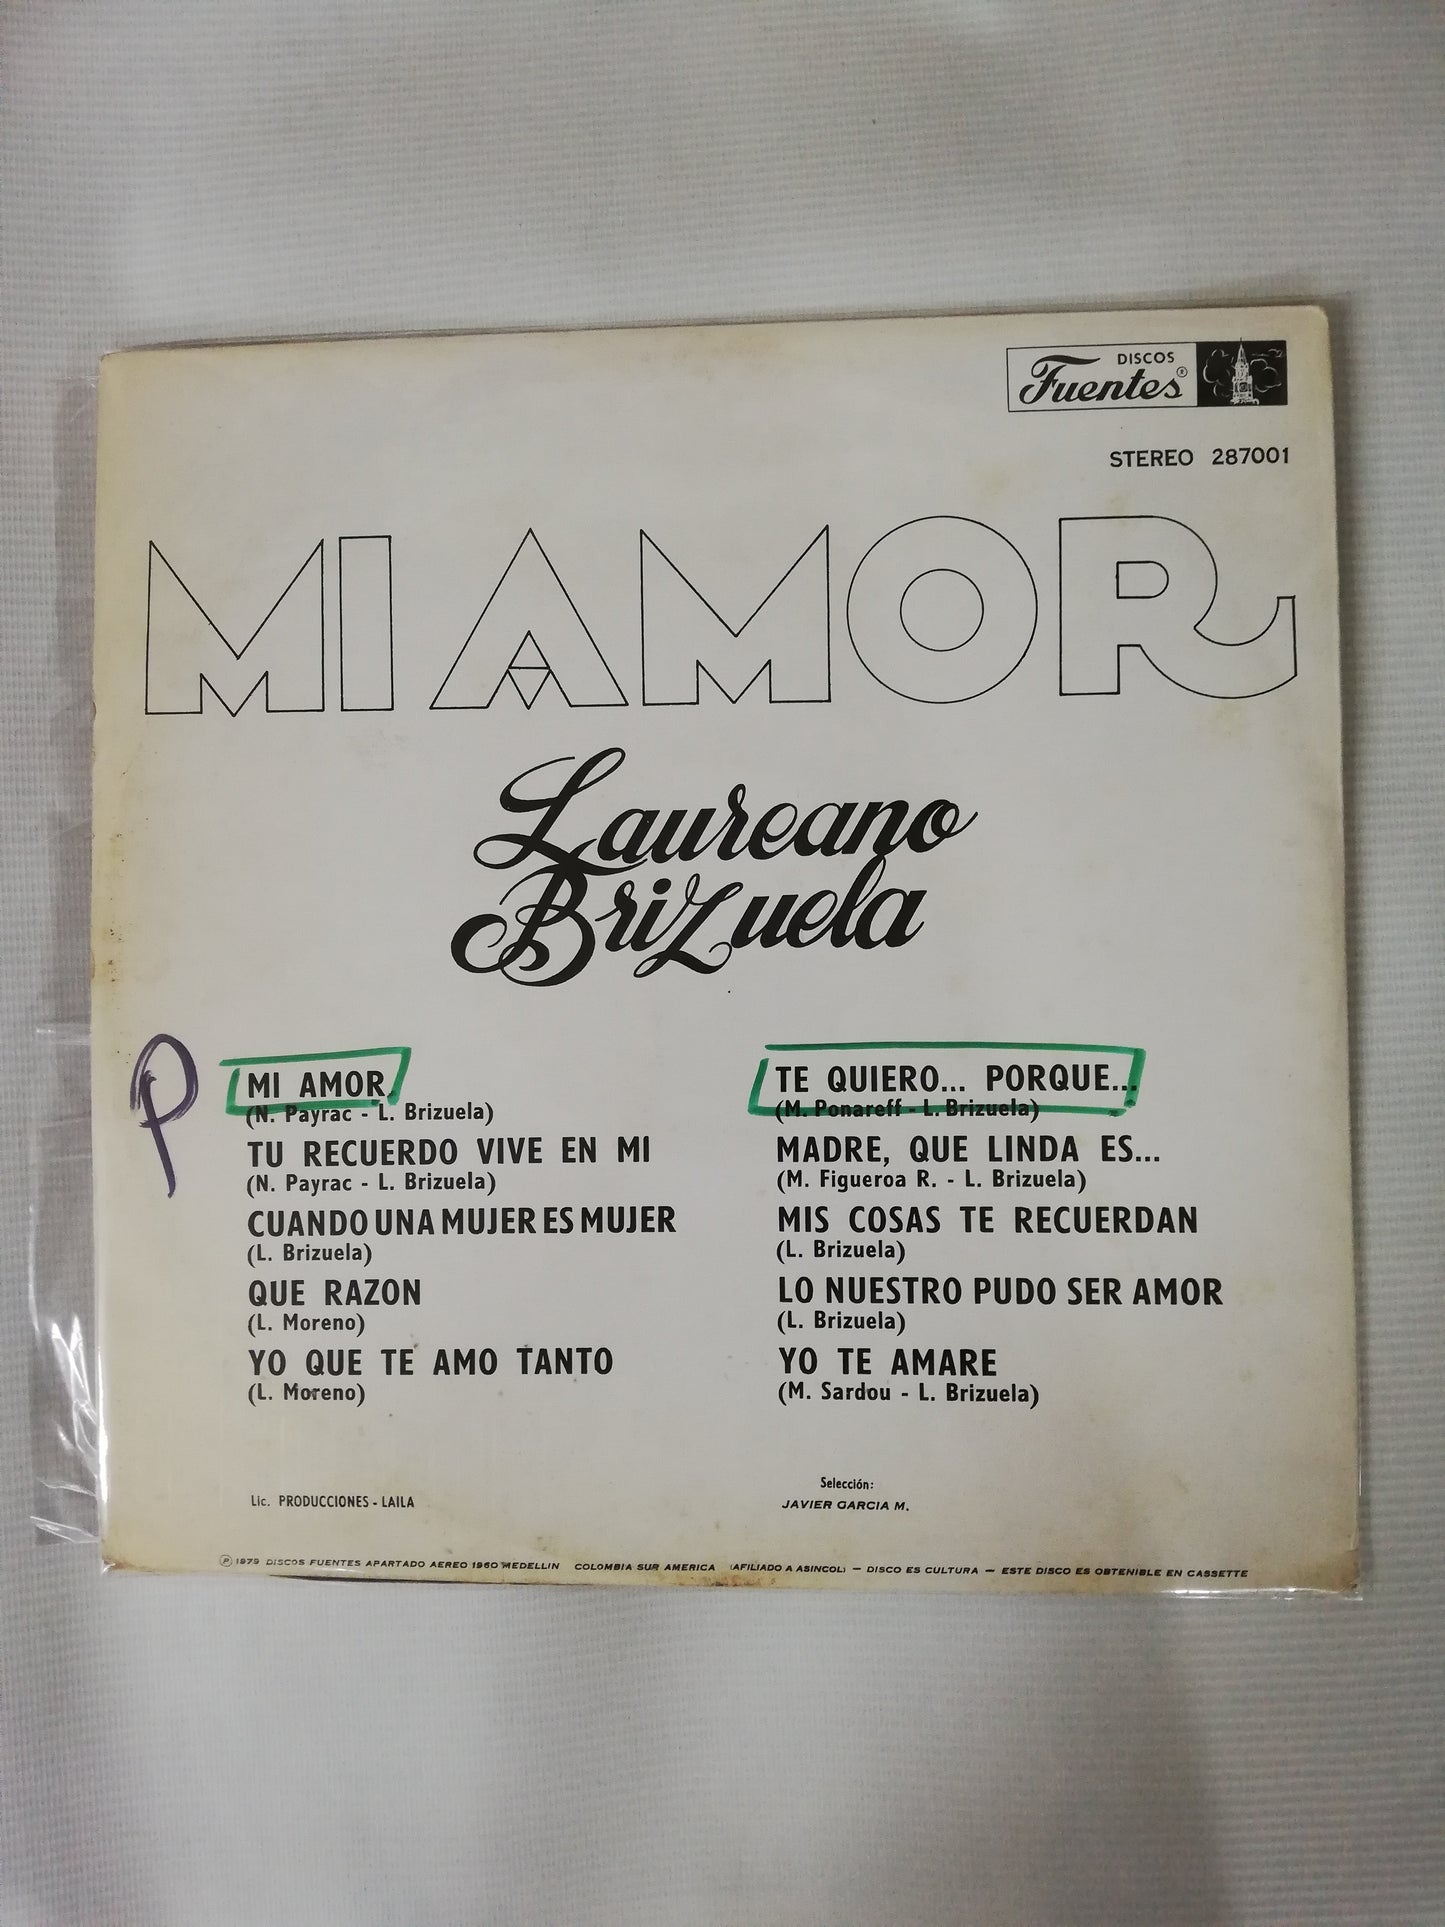 DISCOS
Fuentes®
STEREO 287001
MI AMOR
Laureano
Brizuela
P
MI AMOR
(N. Payrac - L. Brizuela)
TU RECUERDO VIVE EN MI
(N. Payrac - L. Brizuela)
CUANDO UNA MUJER ES MUJER
(L. Brizuela)
QUE RAZON
(L. Moreno)
YO QUE TE AMO TANTO
(L. Moreno)
TE QUIERO... PORQUE...
(M. Ponareff - L. Brizuela)
MADRE, QUE LINDA ES...
(M. Figueroa R. - L. Brizuela)
MIS COSAS TE RECUERDAN
(L. Brizuela)
LO NUESTRO PUDO SER AMOR
(L. Brizuela)
YO TE AMARE
(M. Sardou - L. Brizuela)
Lic. PRODUCCIONES - LAILA
Selección:
JAVIER GARCIA M.
Ⓟ 1979 DISCOS FUENTES APARTADO AEREO 1960 MEDELLIN COLOMBIA SUR AMERICA (AFILIADO A ASINCOL) — DISCO ES CULTURA — ESTE DISCO ES OBTENIBLE EN CASSETTE